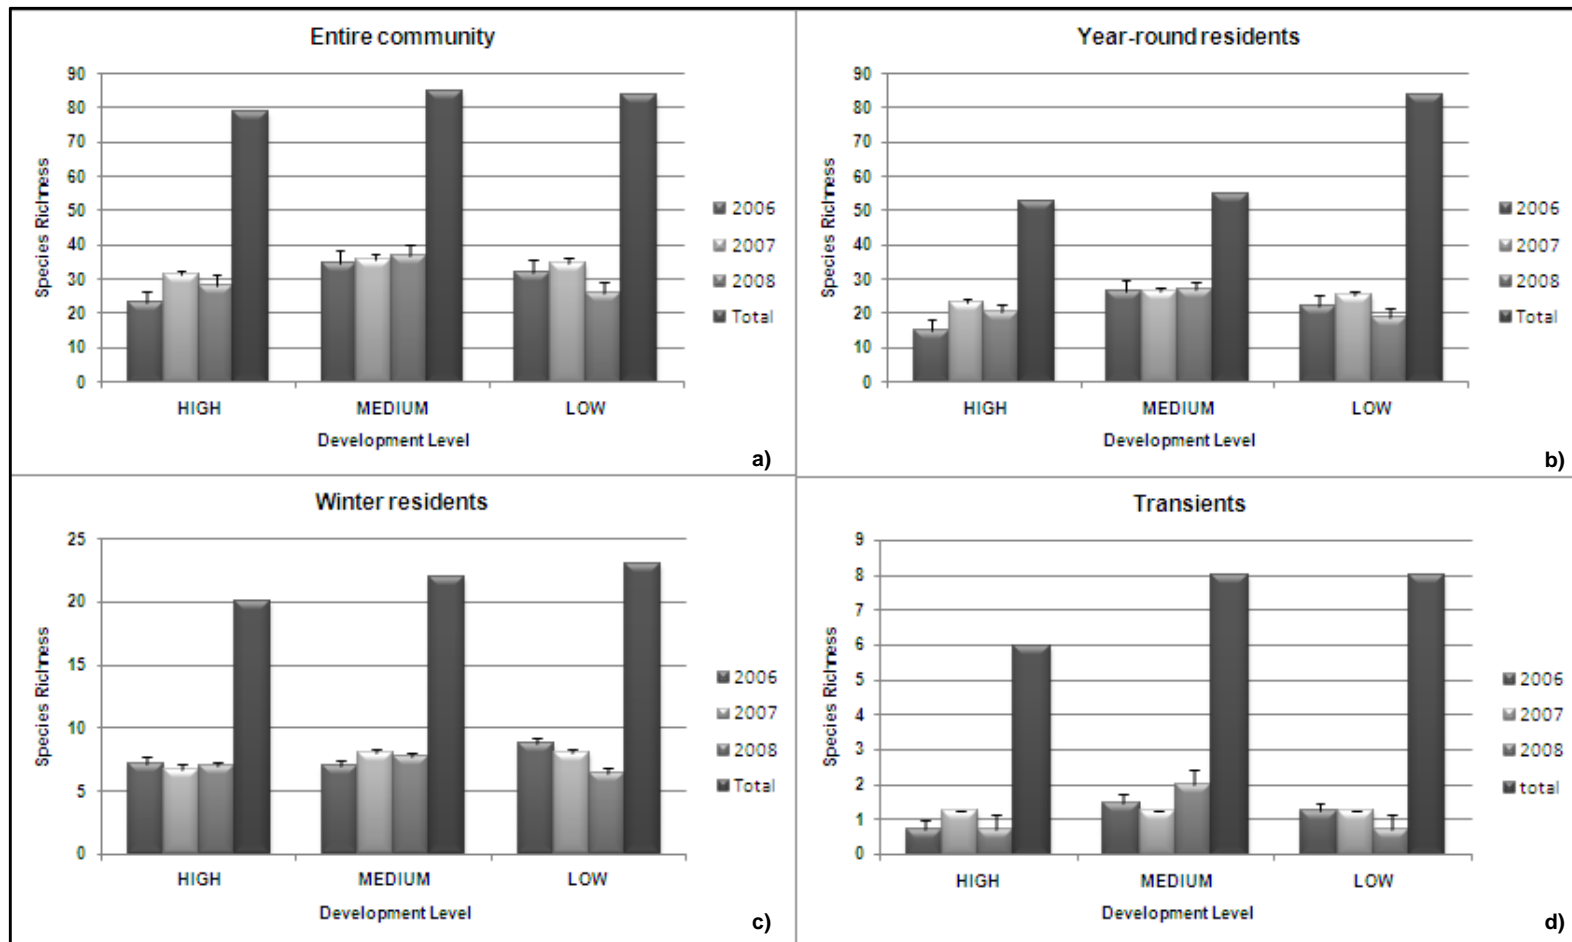 Entire community
Species Richness
90
80
70
60
50
40
30
20
10
0
HIGH MEDIUM LOW
Development Level
2006
2007
2008
Total
a)
Year-round residents
Species Richness
90
80
70
60
50
40
30
20
10
0
HIGH MEDIUM LOW
Development Level
2006
2007
2008
Total
b)
Winter residents
Species Richness
25
20
15
10
5
0
HIGH MEDIUM LOW
Development Level
2006
2007
2008
Total
c)
Transients
Species Richness
9
8
7
6
5
4
3
2
1
0
HIGH MEDIUM LOW
Development Level
2006
2007
2008
total
d)